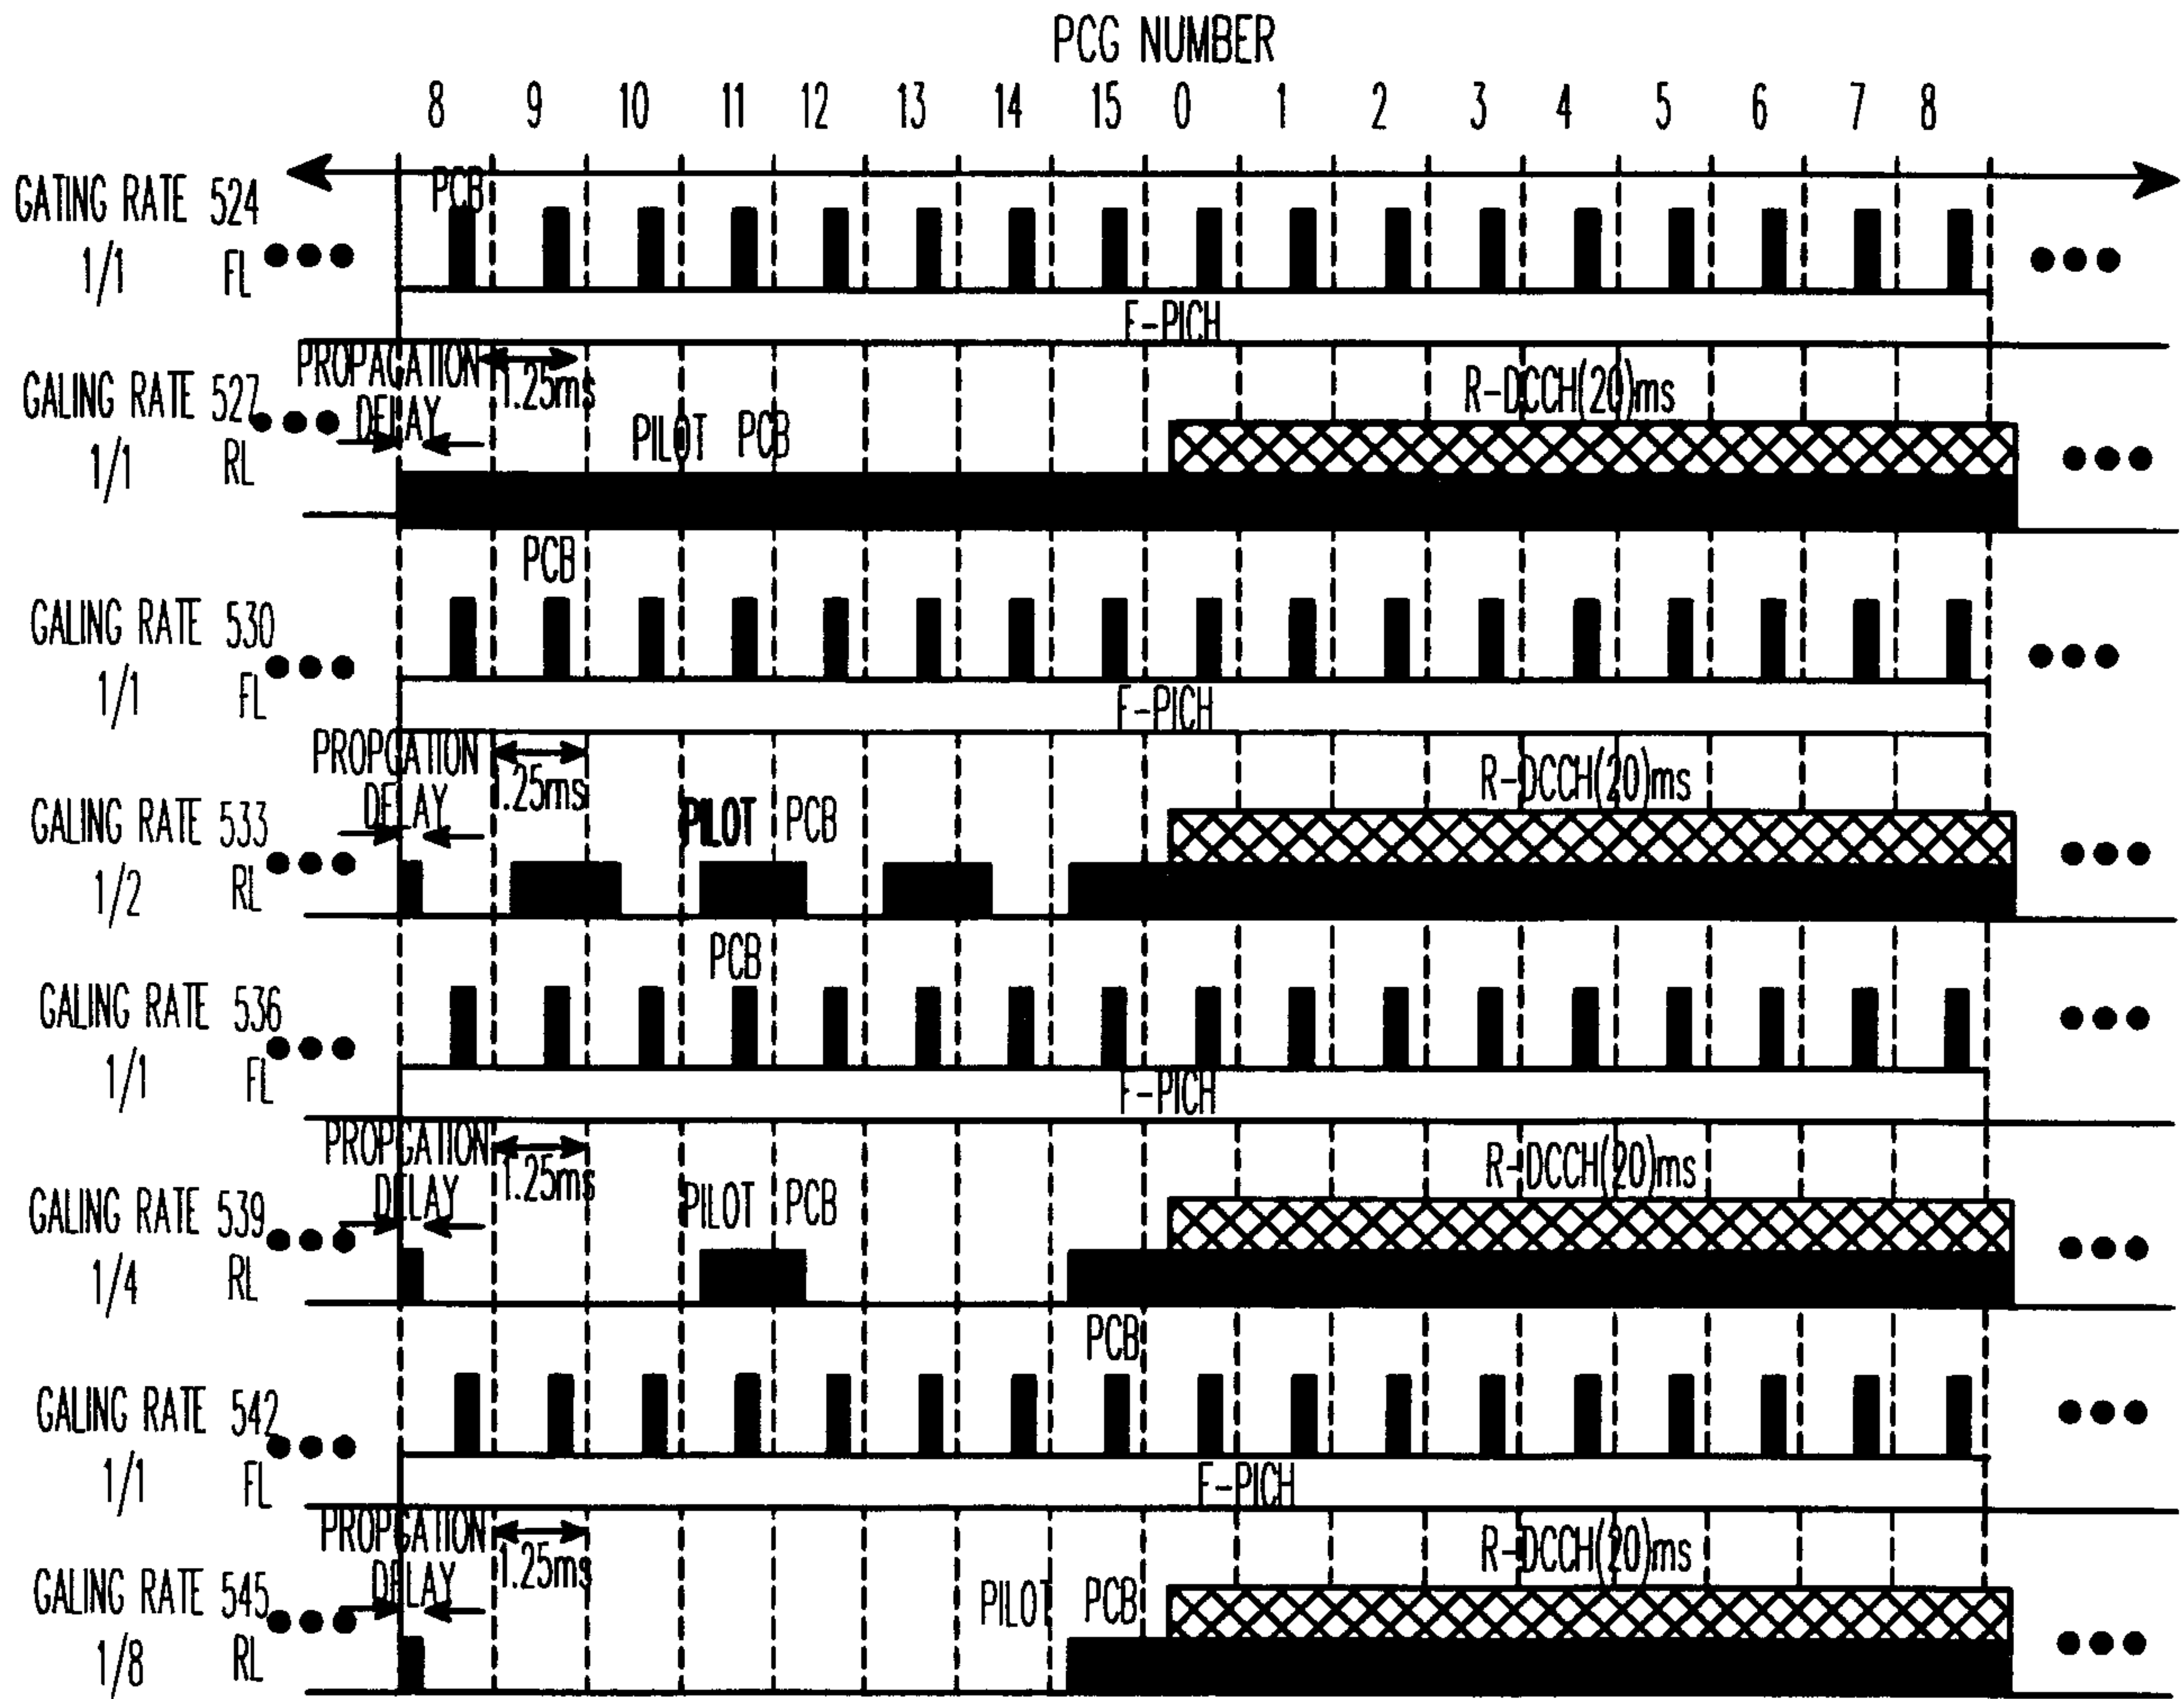 PCG NUMBER
8 9 10 11 12 13 14 15 0 1 2 3 4 5 6 7 8
GATING RATE 524
1/1 FL
PCB
F-PICH
GALING RATE 527
1/1 RL
PROPAGATION
DELAY
1.25ms
PILOT PCB
R-DCCH(20)ms
PCB
GALING RATE 530
1/1 FL
F-PICH
GALING RATE 533
1/2 RL
PROPGATION
DELAY
1.25ms
PILOT PCB
R-DCCH(20)ms
PCB
GALING RATE 536
1/1 FL
F-PICH
GALING RATE 539
1/4 RL
PROPGATION
DELAY
1.25ms
PILOT PCB
R-DCCH(20)ms
PCB
GALING RATE 542
1/1 FL
F-PICH
GALING RATE 545
1/8 RL
PROPGATION
DELAY
1.25ms
PILOT PCB
R-DCCH(20)ms